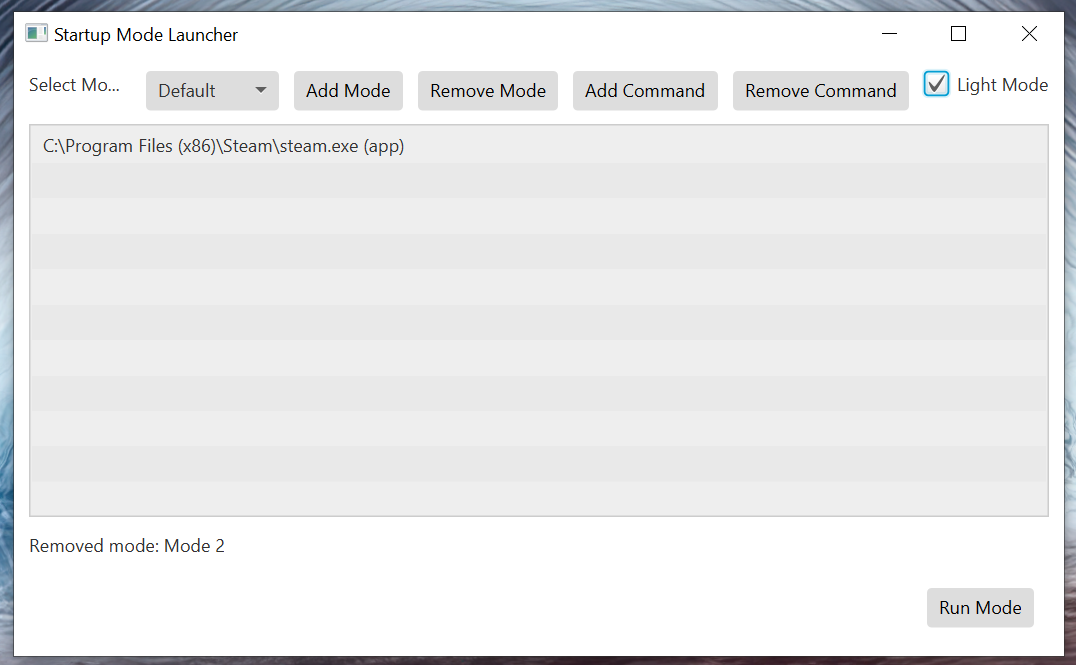 Startup Mode Launcher
Select Mo... Default Add Mode Remove Mode Add Command Remove Command Light Mode
C:\Program Files (x86)\Steam\steam.exe (app)
Removed mode: Mode 2
Run Mode